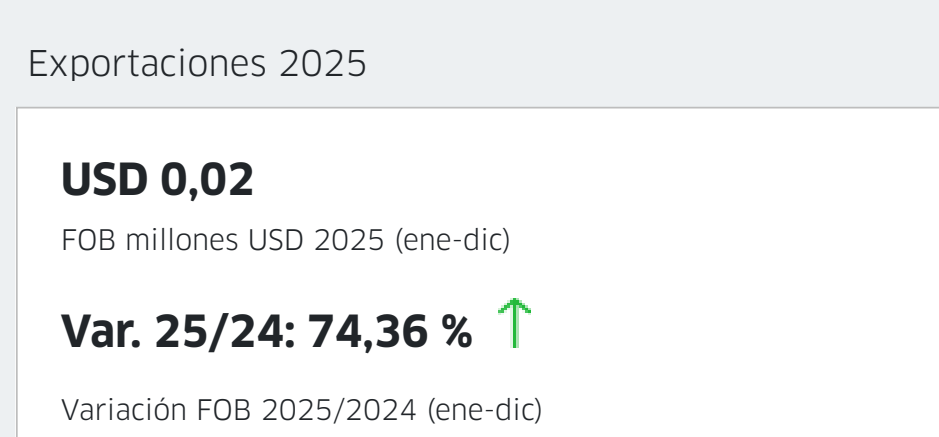 Exportaciones 2025
USD 0,02
FOB millones USD 2025 (ene-dic)
Var. 25/24: 74,36 %
Variación FOB 2025/2024 (ene-dic)